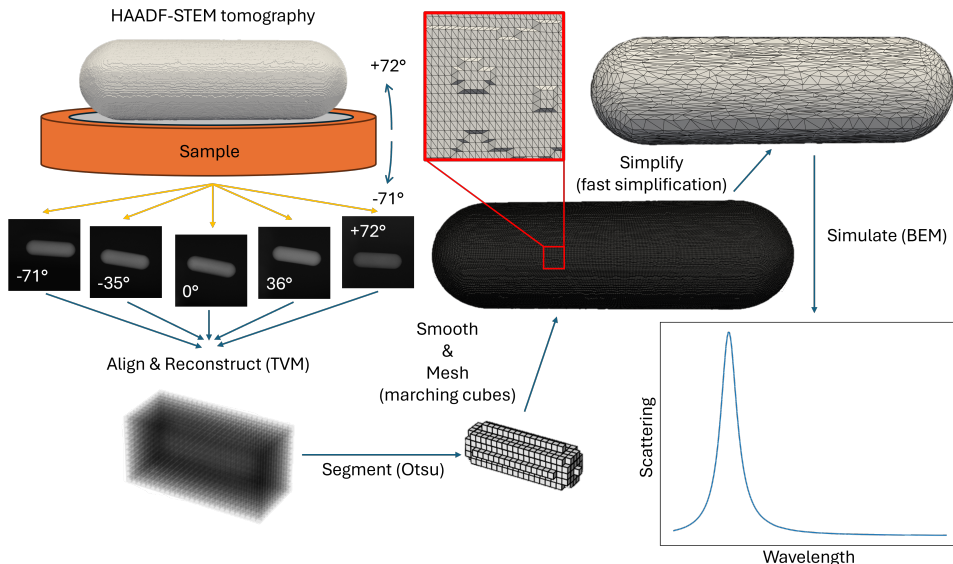 HAADF-STEM tomography
+72°
Sample
-71°
-71°
-35°
0°
36°
+72°
Align & Reconstruct (TVM)
Segment (Otsu)
Smooth
&
Mesh
(marching cubes)
Simplify
(fast simplification)
Simulate (BEM)
Scattering
Wavelength